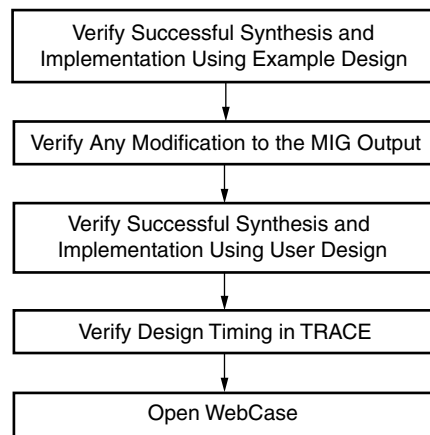 Verify Successful Synthesis and
Implementation Using Example Design
Verify Any Modification to the MIG Output
Verify Successful Synthesis and
Implementation Using User Design
Verify Design Timing in TRACE
Open WebCase